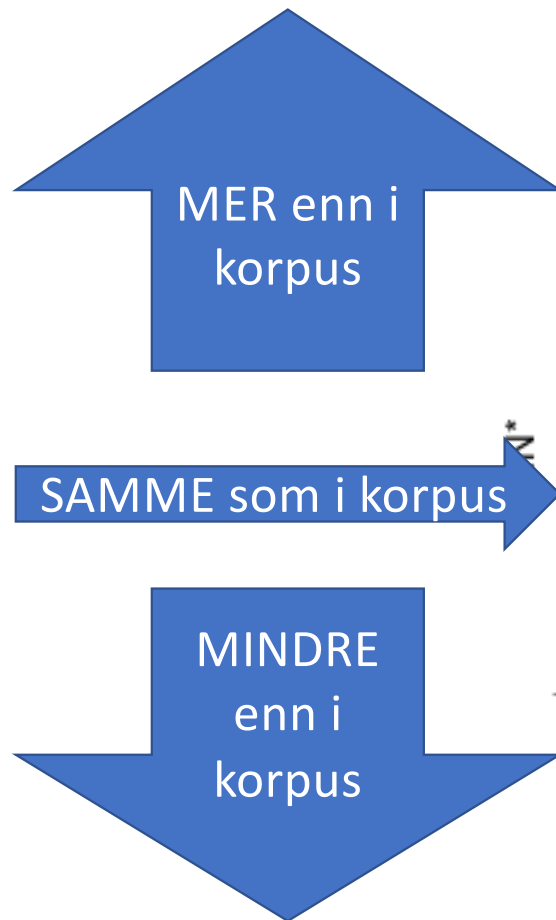 MER enn i
korpus
N*
SAMME som i korpus
MINDRE
enn i
korpus